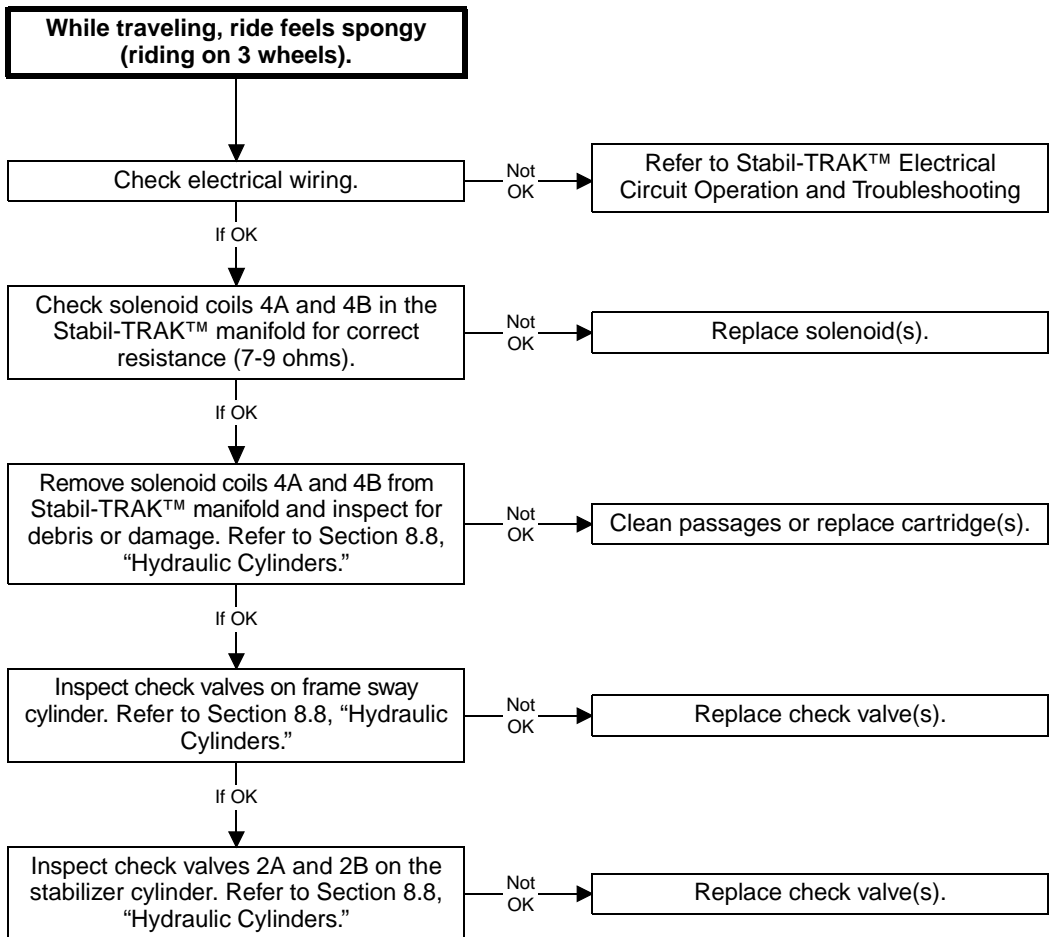 While traveling, ride feels spongy
(riding on 3 wheels).
Check electrical wiring.
Not
OK
Refer to Stabil-TRAK™ Electrical
Circuit Operation and Troubleshooting
If OK
Check solenoid coils 4A and 4B in the
Stabil-TRAK™ manifold for correct
resistance (7-9 ohms).
Not
OK
Replace solenoid(s).
If OK
Remove solenoid coils 4A and 4B from
Stabil-TRAK™ manifold and inspect for
debris or damage. Refer to Section 8.8,
“Hydraulic Cylinders.”
Not
OK
Clean passages or replace cartridge(s).
If OK
Inspect check valves on frame sway
cylinder. Refer to Section 8.8, “Hydraulic
Cylinders.”
Not
OK
Replace check valve(s).
If OK
Inspect check valves 2A and 2B on the
stabilizer cylinder. Refer to Section 8.8,
“Hydraulic Cylinders.”
Not
OK
Replace check valve(s).